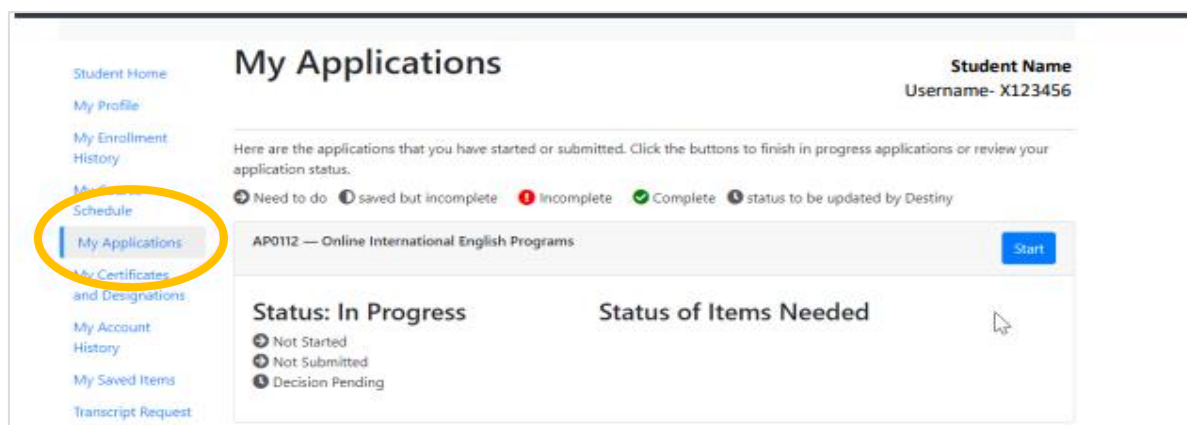 My Applications
Student Name
Username- X123456
Student Home
My Profile
My Enrollment
History
My Course
Schedule
My Applications
My Certificates
and Designations
My Account
History
My Saved Items
Transcript Request
Here are the applications that you have started or submitted. Click the buttons to finish in progress applications or review your
application status.
Need to do saved but incomplete Incomplete Complete status to be updated by Destiny
AP0112 — Online International English Programs
Start
Status: In Progress
Not Started
Not Submitted
Decision Pending
Status of Items Needed